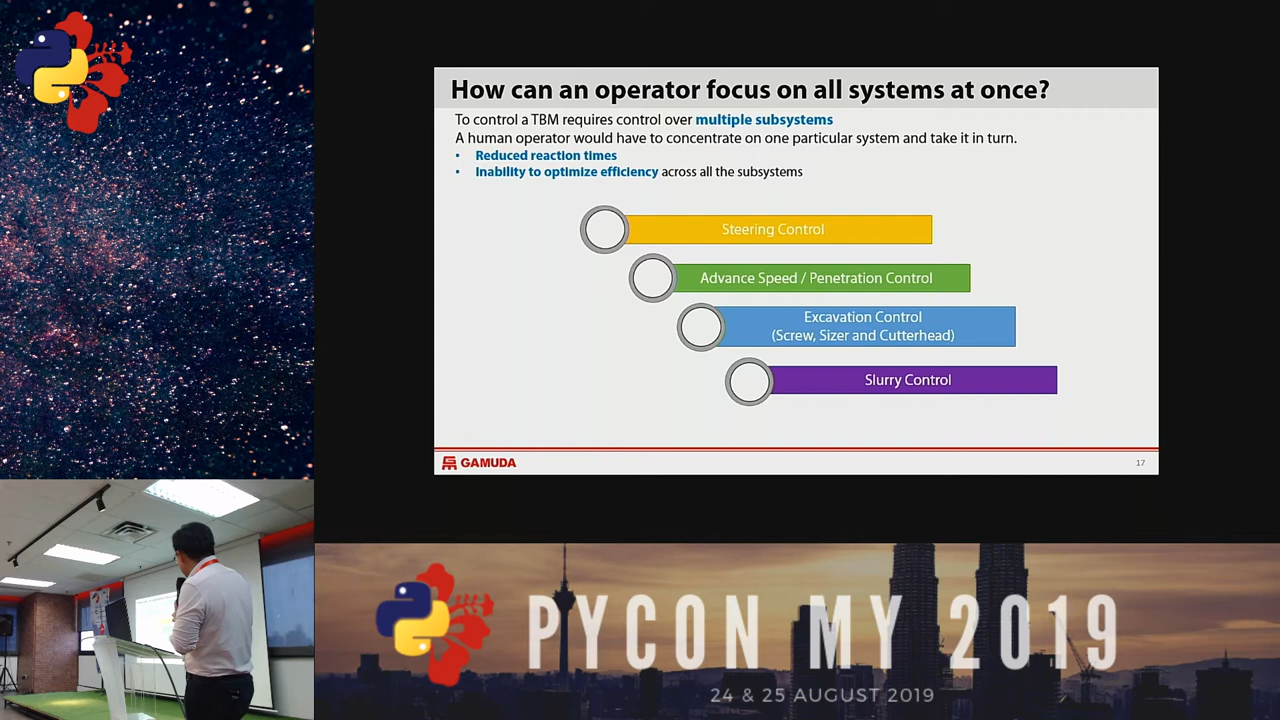 How can an operator focus on all systems at once?
To control a TBM requires control over multiple subsystems
A human operator would have to concentrate on one particular system and take it in turn.
• Reduced reaction times
• Inability to optimize efficiency across all the subsystems
Steering Control
Advance Speed / Penetration Control
Excavation Control
(Screw, Sizer and Cutterhead)
Slurry Control
GAMUDA
17
PYCON MY 2019
24 & 25 AUGUST 2019